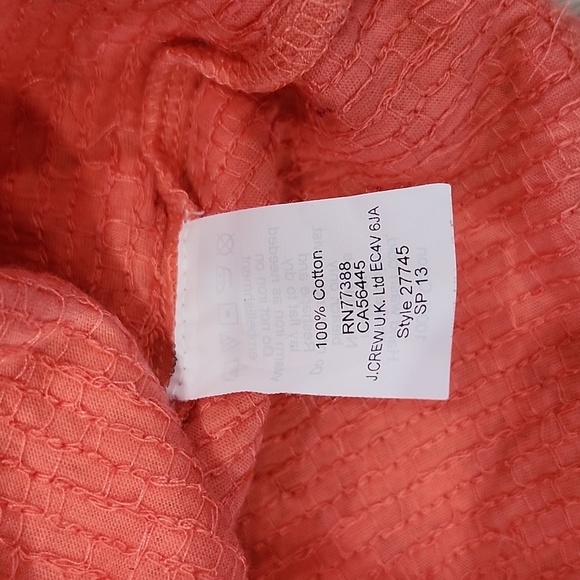 100% Cotton
RN77388
CA56445
J.CREW U.K. Ltd EC4V 6JA
Style 27745
SP 13